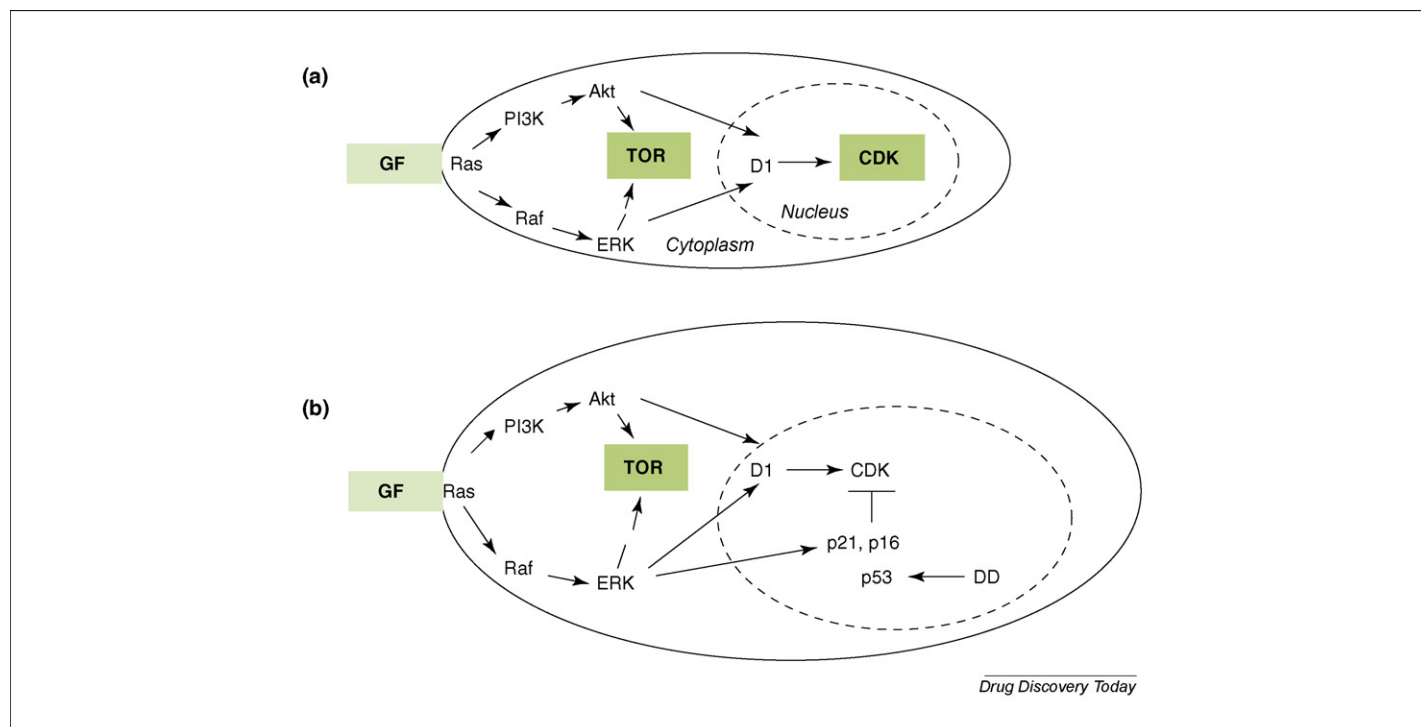 (a)
Akt
PI3K
GF
Ras
TOR
D1
CDK
Raf
ERK
Nucleus
Cytoplasm
(b)
Akt
PI3K
GF
Ras
TOR
D1
CDK
Raf
ERK
p21, p16
p53
DD
Drug Discovery Today